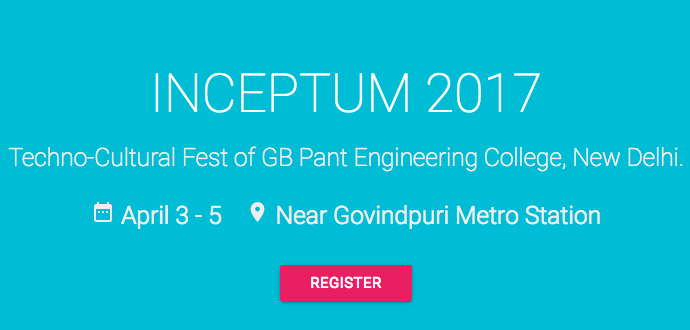 INCEPTUM 2017
Techno-Cultural Fest of GB Pant Engineering College, New Delhi.
April 3 - 5 Near Govindpuri Metro Station
REGISTER